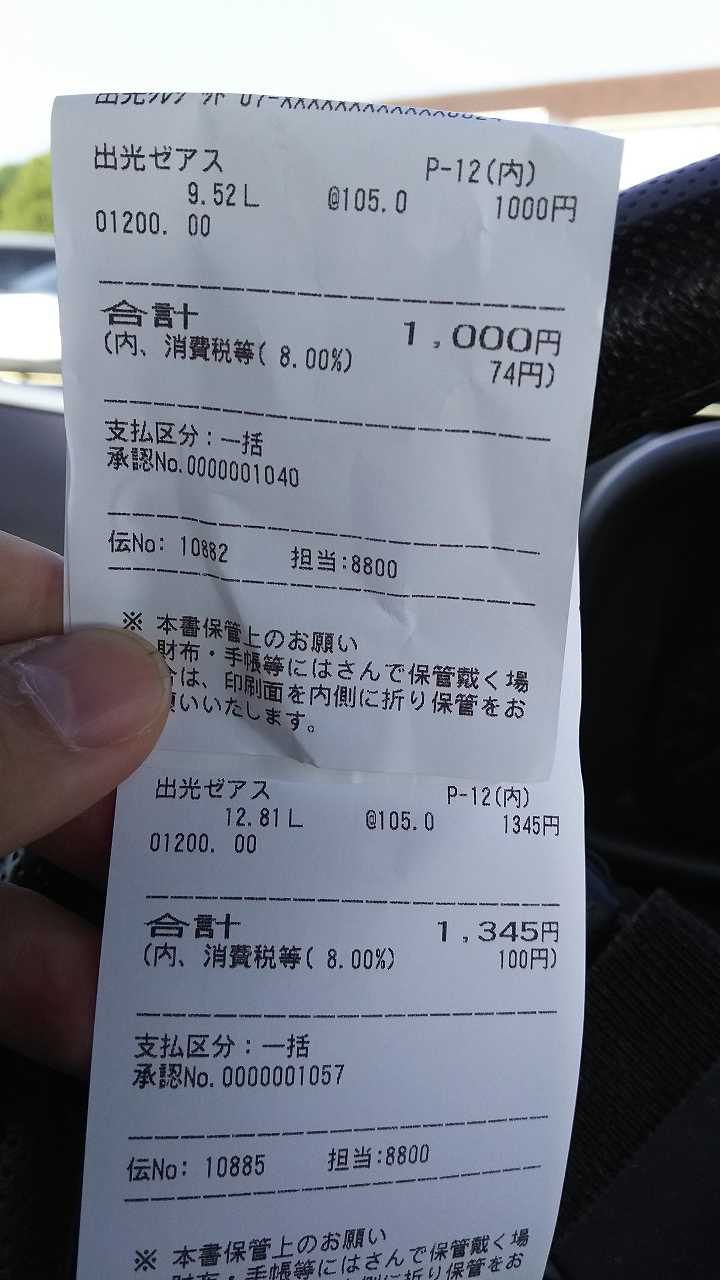 出光ゼアス P-12(内)
9.52L @105.0 1000円
01200. 00
合計 1,000円
(内、消費税等( 8.00%) 74円)
支払区分：一括
承認No.0000001040
伝No: 10882 担当:8800
※ 本書保管上のお願い
財布・手帳等にはさんで保管戴く場
合は、印刷面を内側に折り保管をお
願いいたします。
出光ゼアス P-12(内)
12.81L @105.0 1345円
01200. 00
合計 1,345円
(内、消費税等( 8.00%) 100円)
支払区分：一括
承認No.0000001057
伝No: 10885 担当:8800
※ 本書保管上のお願い
財布・手帳等にはさんで保管戴く場
に折り保管をお